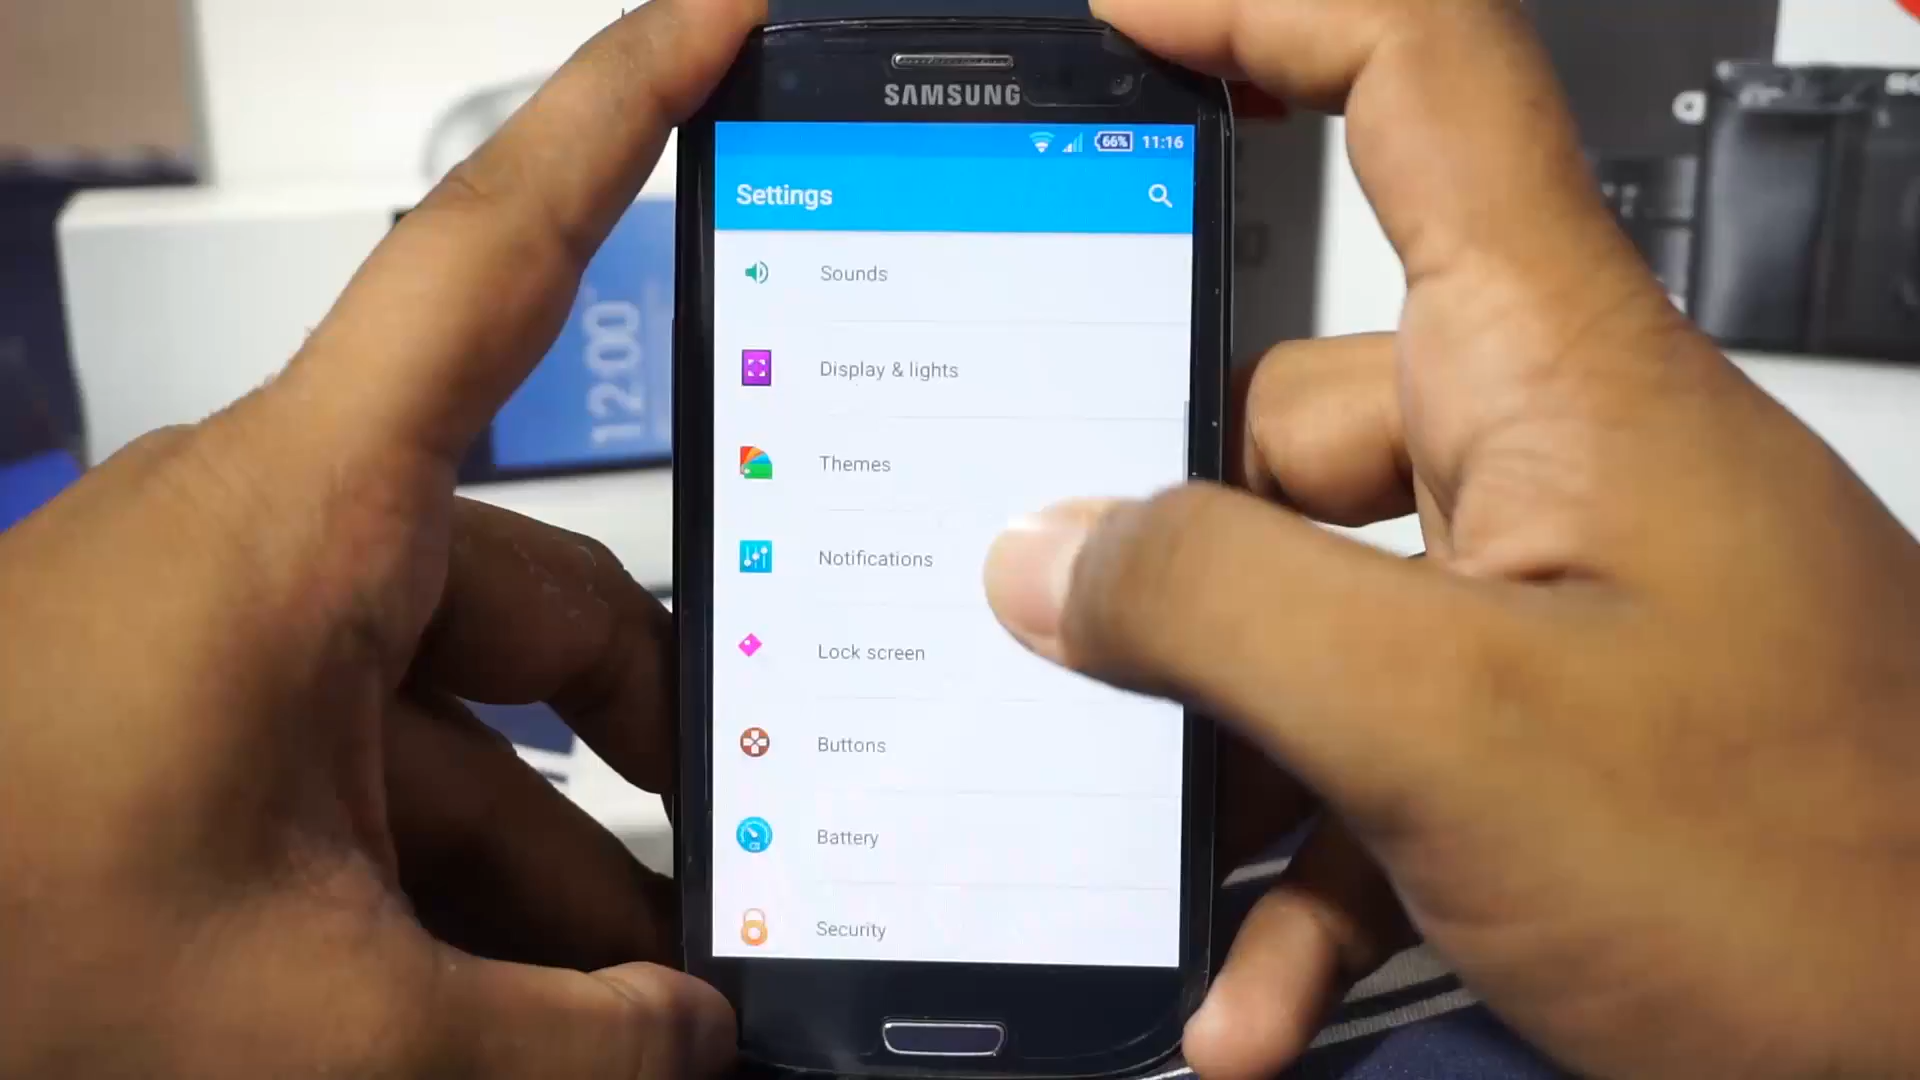 SAMSUNG
66% 11:16
Settings
Sounds
Display & lights
Themes
Notifications
Lock screen
Buttons
Battery
Security
12:00